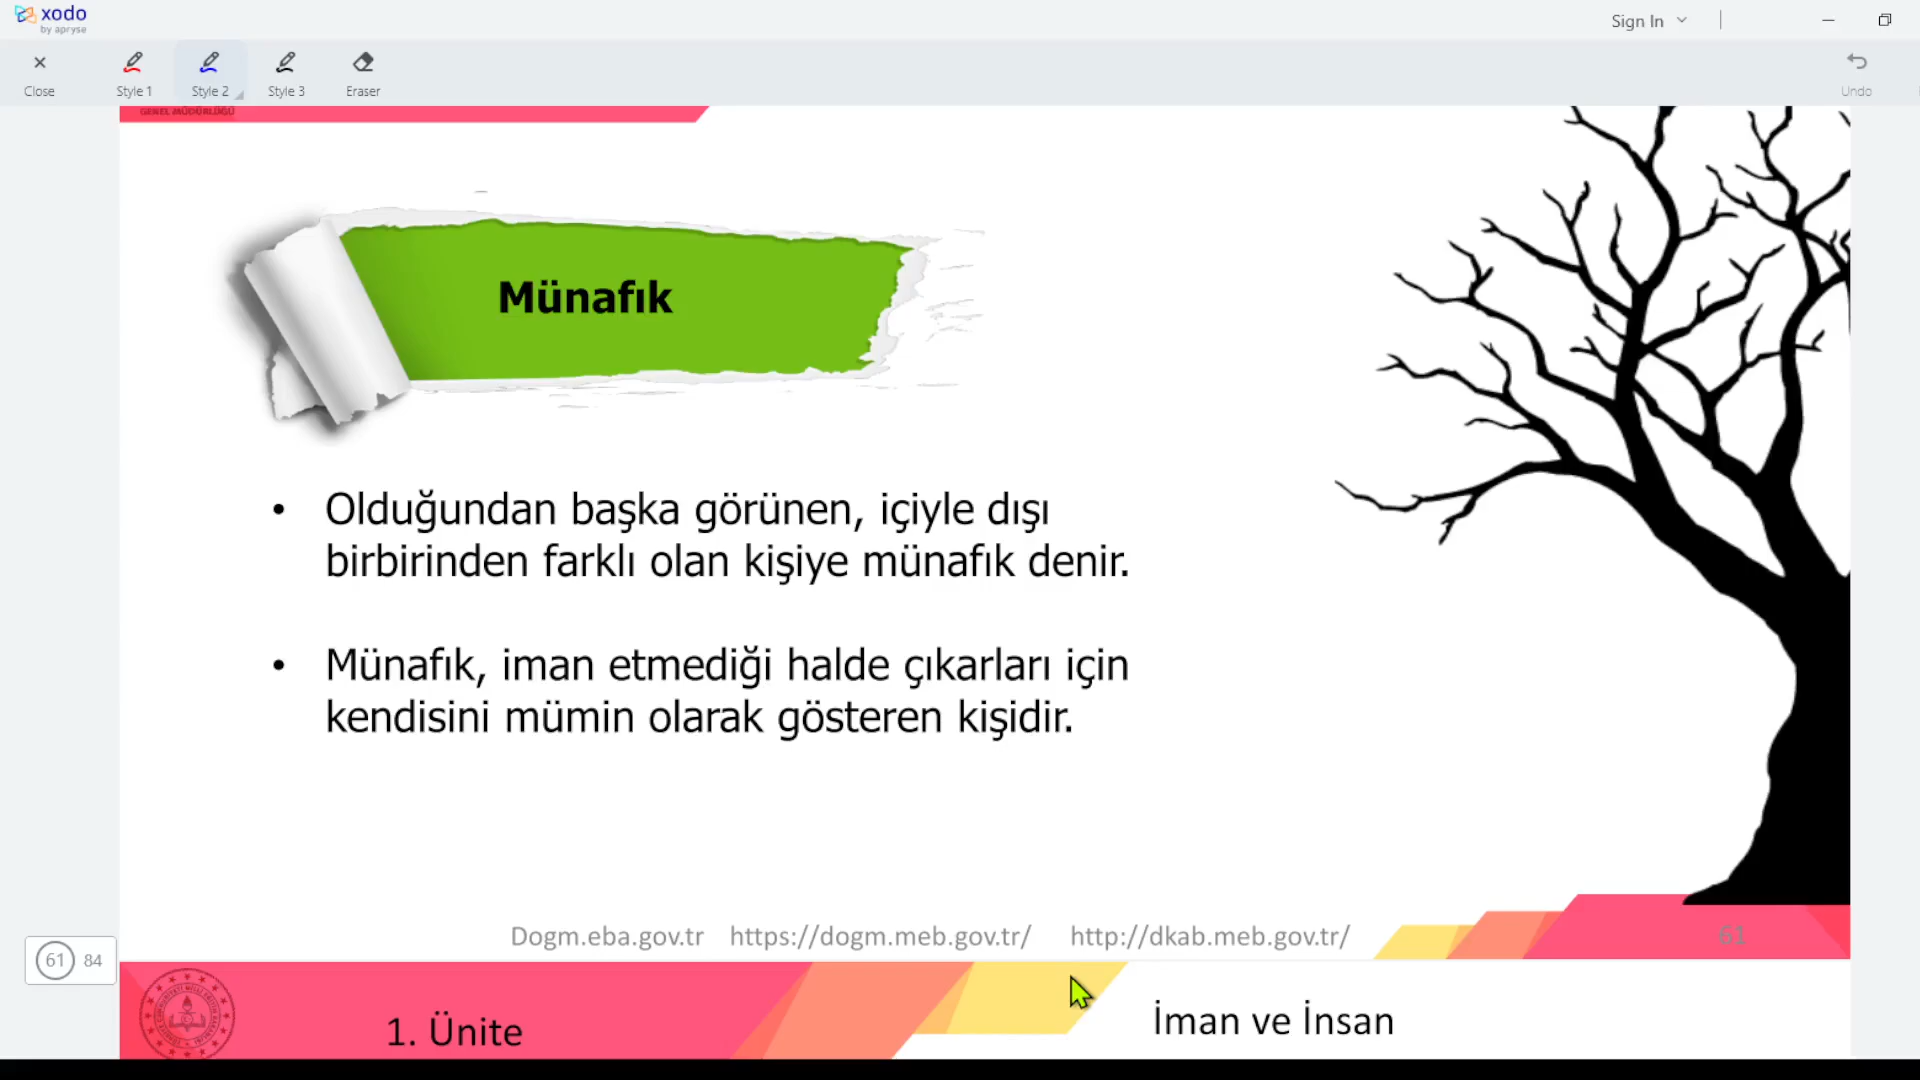 xodo
by apryse
Sign In
Close
Style 1
Style 2
Style 3
Eraser
Undo
GENEL MÜDÜRLÜĞÜ
Münafık
• Olduğundan başka görünen, içiyle dışı
birbirinden farklı olan kişiye münafık denir.
• Münafık, iman etmediği halde çıkarları için
kendisini mümin olarak gösteren kişidir.
Dogm.eba.gov.tr https://dogm.meb.gov.tr/ http://dkab.meb.gov.tr/
61
61 84
1. Ünite
İman ve İnsan